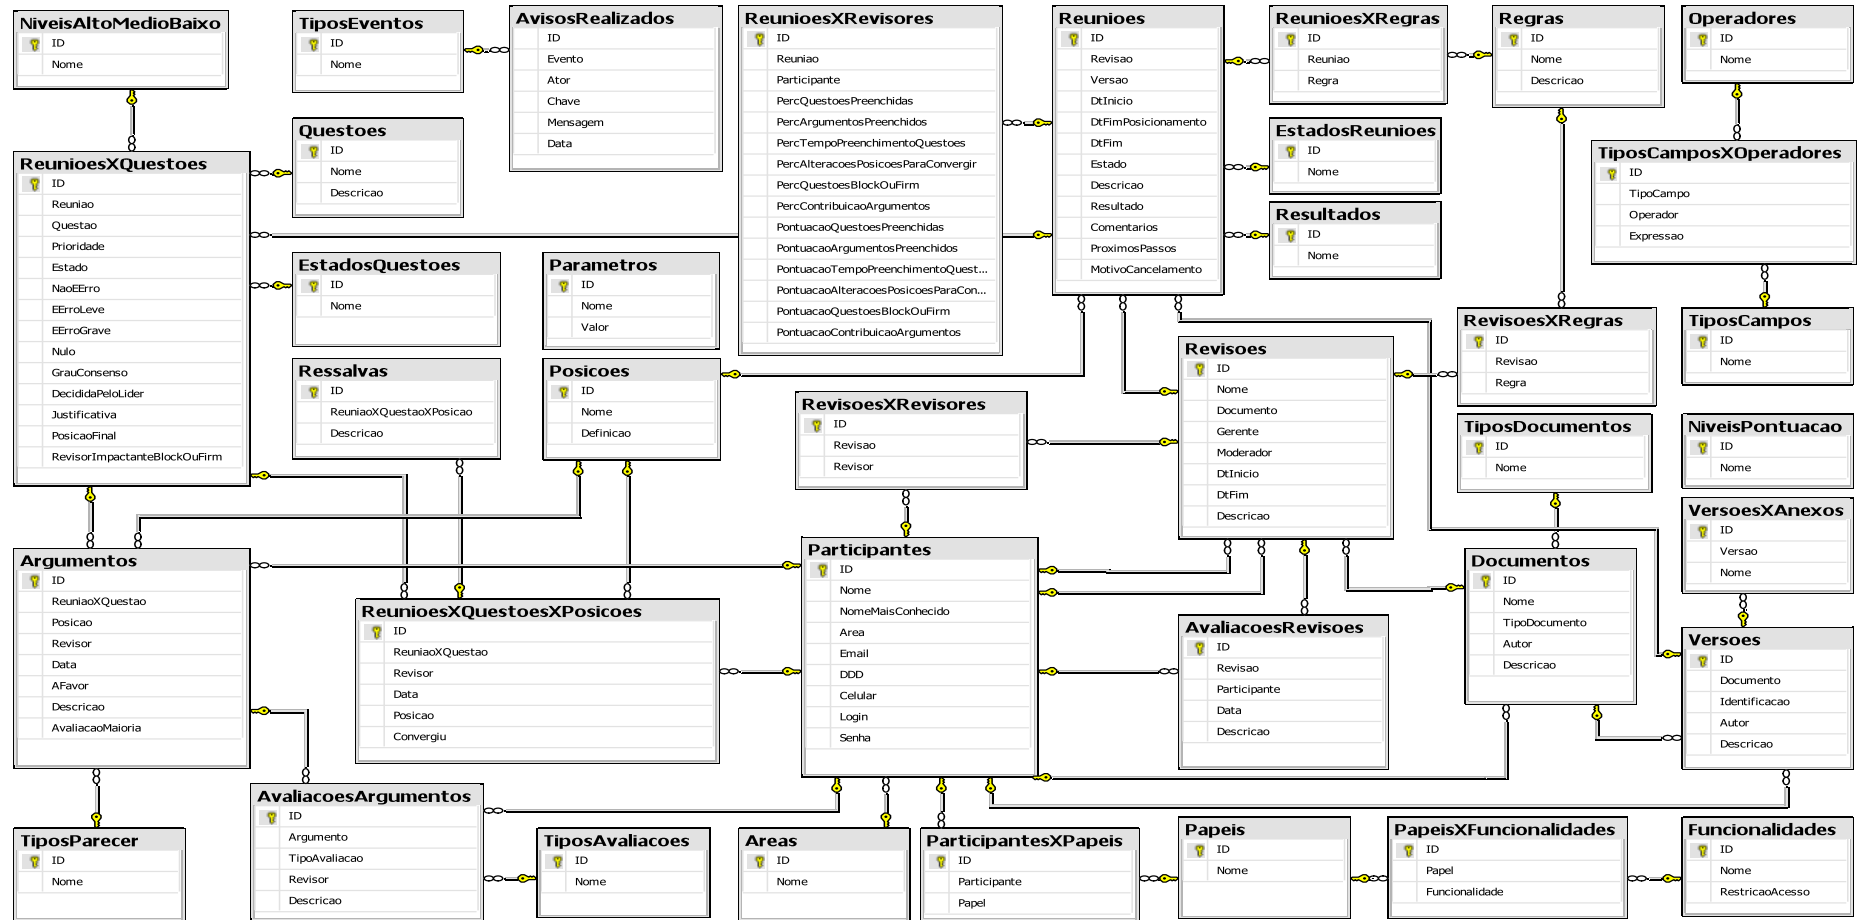 NiveisAltoMedioBaixo
ID
Nome
TiposEventos
ID
Nome
AvisosRealizados
ID
Evento
Ator
Chave
Mensagem
Data
ReunioesXRevisores
ID
Reuniao
Participante
PercQuestoesPreenchidas
PercArgumentosPreenchidos
PercTempoPreenchimentoQuestoes
PercAlteracoesPosicoesParaConvergir
PercQuestoesBlockOuFirm
PercContribuicaoArgumentos
PontuacaoQuestoesPreenchidas
PontuacaoArgumentosPreenchidos
PontuacaoTempoPreenchimentoQuest...
PontuacaoAlteracoesPosicoesParaCon...
PontuacaoQuestoesBlockOuFirm
PontuacaoContribuicaoArgumentos
Reunioes
ID
Revisao
Versao
DtInicio
DtFimPosicionamento
DtFim
Estado
Descricao
Resultado
Comentarios
ProximosPassos
MotivoCancelamento
ReunioesXRegras
ID
Reuniao
Regra
Regras
ID
Nome
Descricao
Operadores
ID
Nome
Questoes
ID
Nome
Descricao
EstadosReunioes
ID
Nome
TiposCamposXOperadores
ID
TipoCampo
Operador
Expressao
ReunioesXQuestoes
ID
Reuniao
Questao
Prioridade
Estado
NaoEErro
EErroLeve
EErroGrave
Nulo
GrauConsenso
DecididaPeloLider
Justificativa
PosicaoFinal
RevisorImpactanteBlockOuFirm
Resultados
ID
Nome
EstadosQuestoes
ID
Nome
Parametros
ID
Nome
Valor
RevisoesXRegras
ID
Revisao
Regra
TiposCampos
ID
Nome
Revisoes
ID
Nome
Documento
Gerente
Moderador
DtInicio
DtFim
Descricao
Ressalvas
ID
ReuniaoXQuestaoXPosicao
Descricao
Posicoes
ID
Nome
Definicao
RevisoesXRevisores
ID
Revisao
Revisor
TiposDocumentos
ID
Nome
NiveisPontuacao
ID
Nome
VersoesXAnexos
ID
Versao
Nome
Argumentos
ID
ReuniaoXQuestao
Posicao
Revisor
Data
AFavor
Descricao
AvaliacaoMaioria
Participantes
ID
Nome
NomeMaisConhecido
Area
Email
DDD
Celular
Login
Senha
Documentos
ID
Nome
TipoDocumento
Autor
Descricao
ReunioesXQuestoesXPosicoes
ID
ReuniaoXQuestao
Revisor
Data
Posicao
Convergiu
AvaliacoesRevisoes
ID
Revisao
Participante
Data
Descricao
Versoes
ID
Documento
Identificacao
Autor
Descricao
AvaliacoesArgumentos
ID
Argumento
TipoAvaliacao
Revisor
Descricao
TiposParecer
ID
Nome
TiposAvaliacoes
ID
Nome
Areas
ID
Nome
ParticipantesXPapeis
ID
Participante
Papel
Papeis
ID
Nome
PapeisXFuncionalidades
ID
Papel
Funcionalidade
Funcionalidades
ID
Nome
RestricaoAcesso